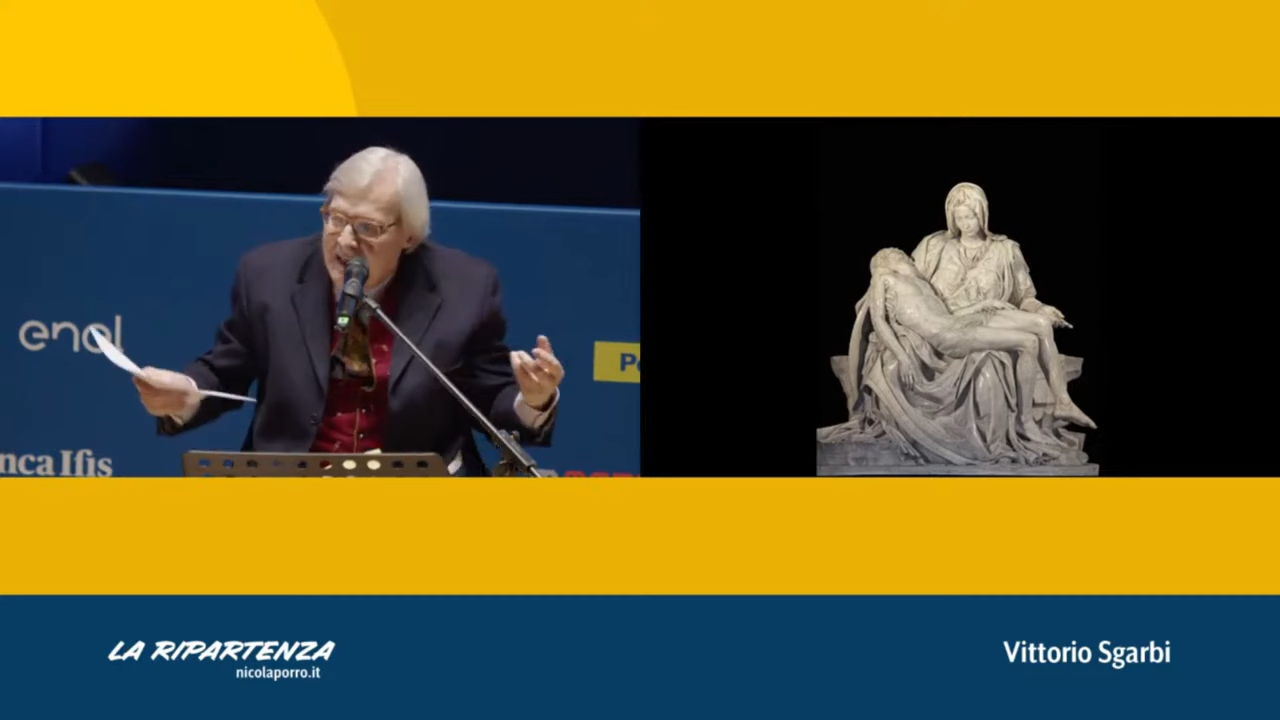 enel
nca Ifis
LA RIPARTENZA
nicolaporro.it
Vittorio Sgarbi